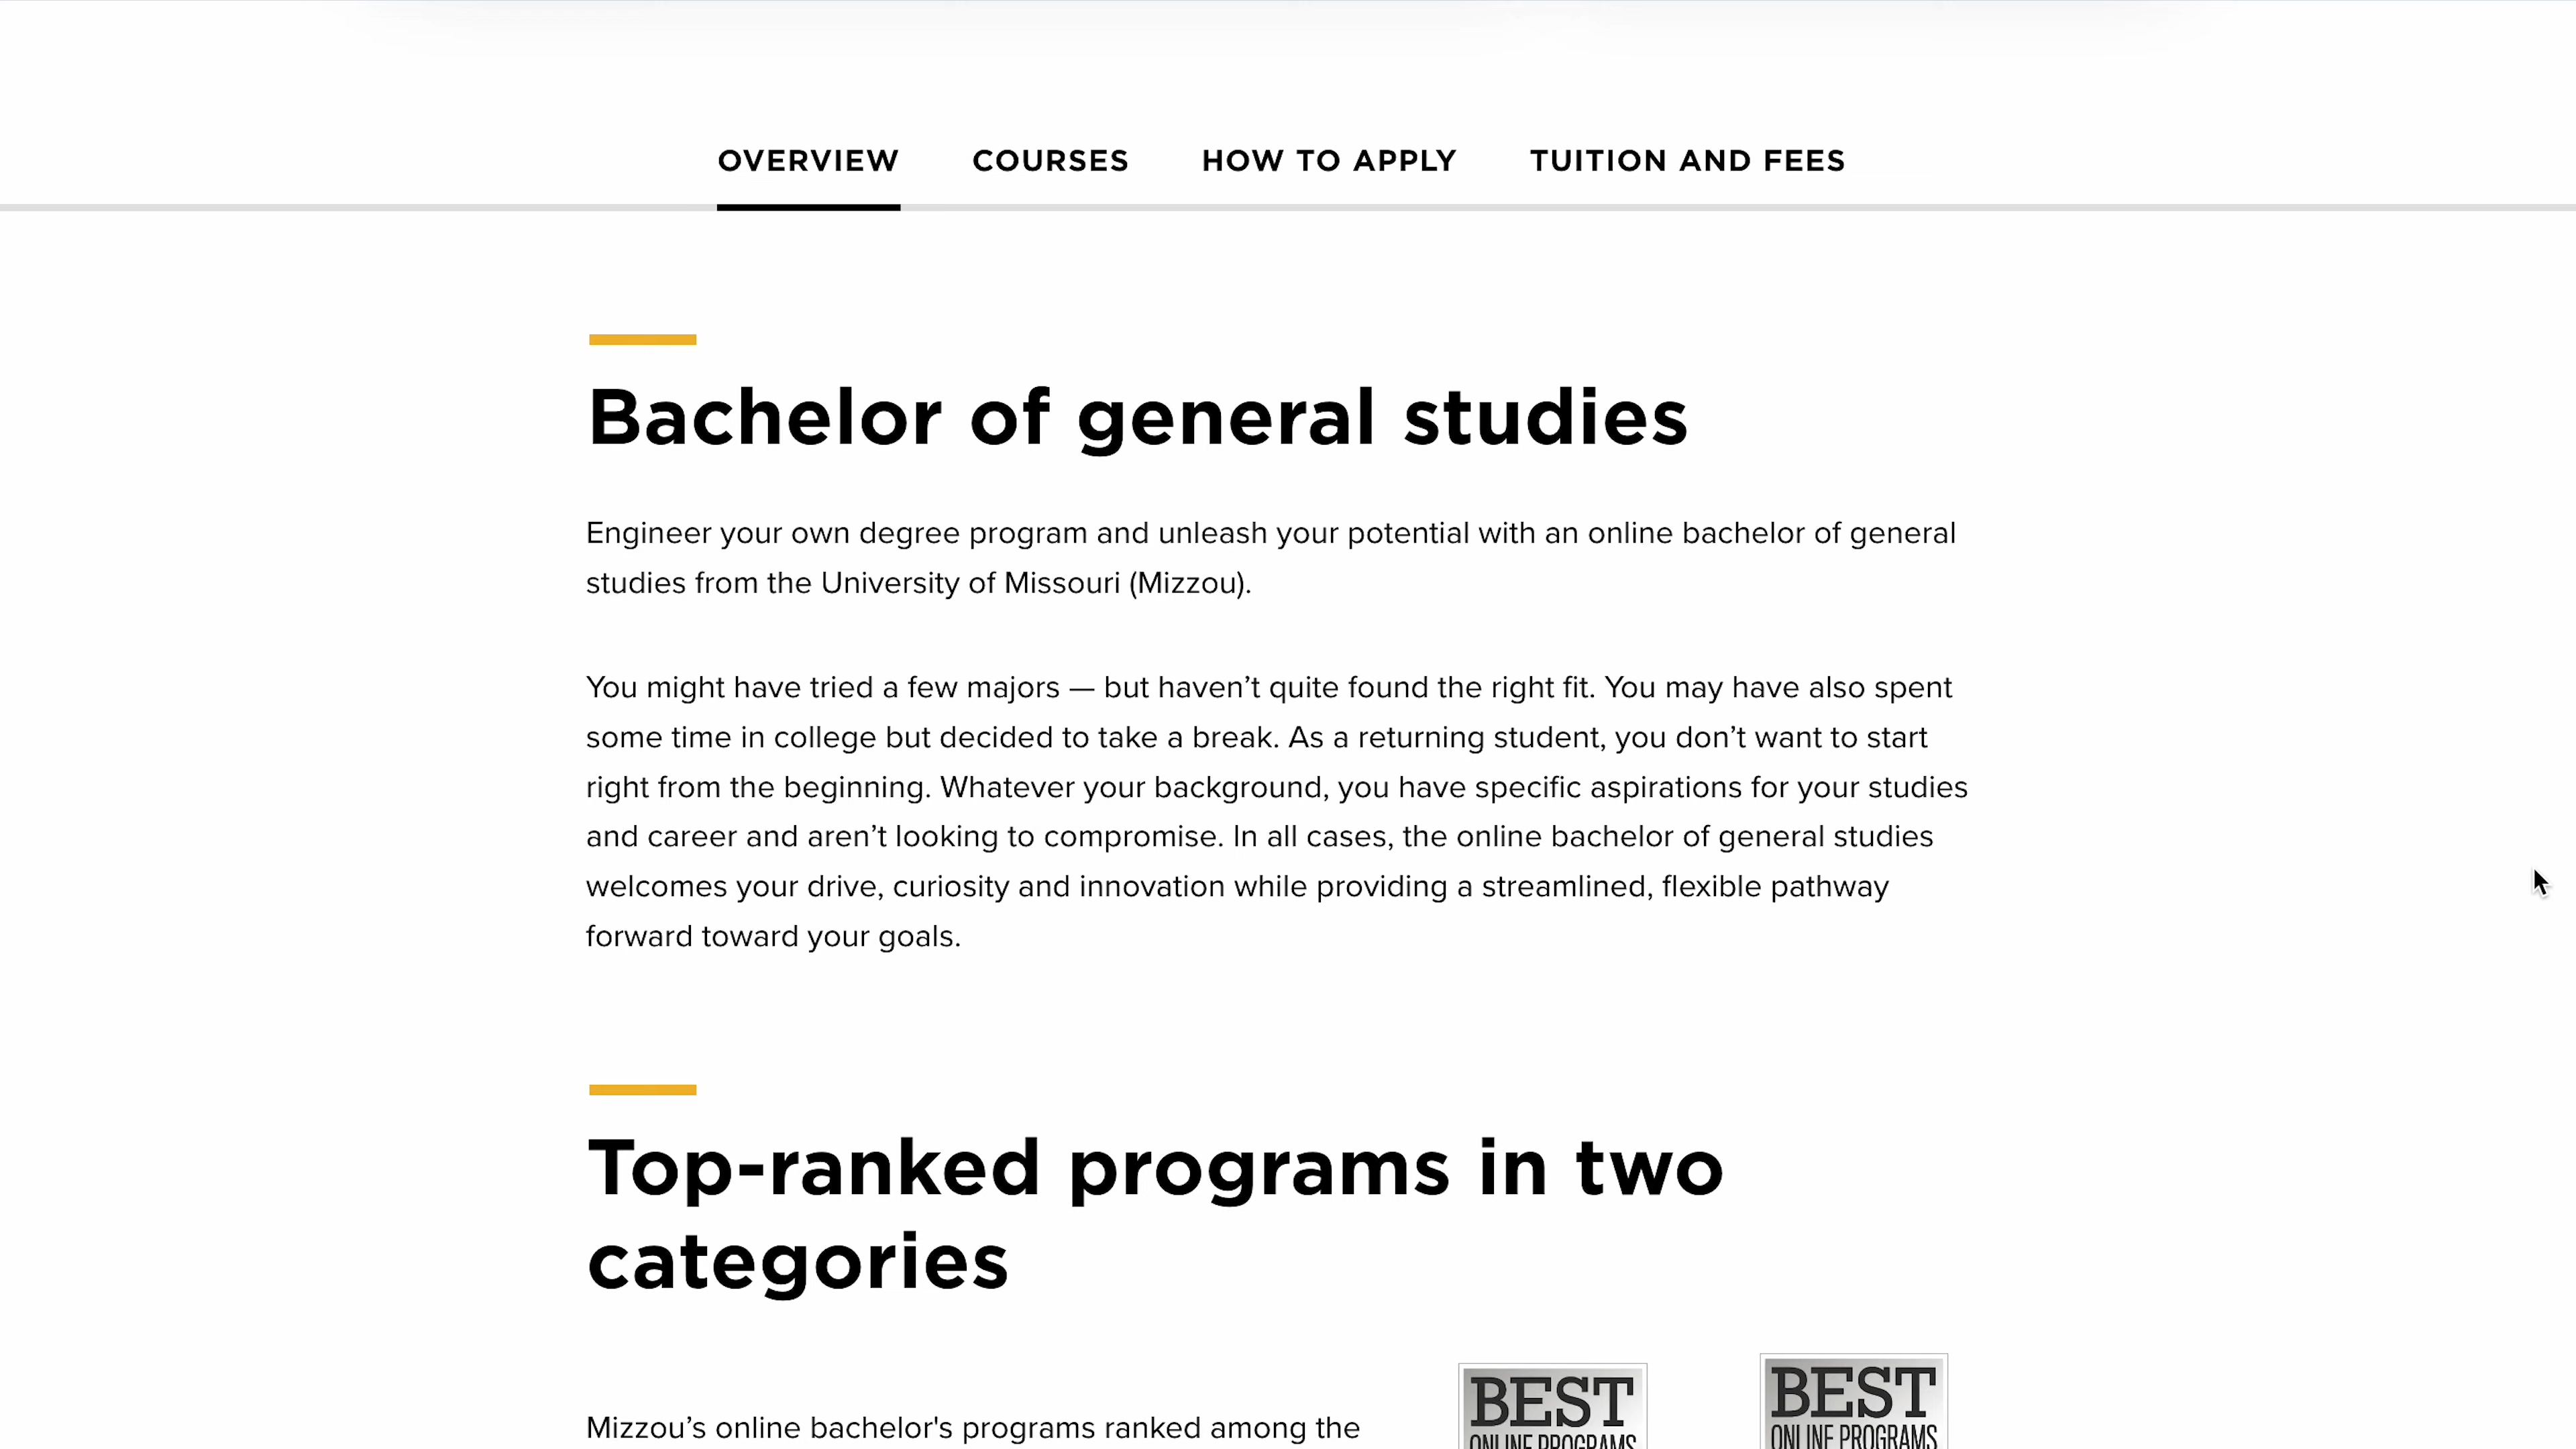 OVERVIEW COURSES HOW TO APPLY TUITION AND FEES
Bachelor of general studies
Engineer your own degree program and unleash your potential with an online bachelor of general
studies from the University of Missouri (Mizzou).
You might have tried a few majors — but haven’t quite found the right fit. You may have also spent
some time in college but decided to take a break. As a returning student, you don’t want to start
right from the beginning. Whatever your background, you have specific aspirations for your studies
and career and aren’t looking to compromise. In all cases, the online bachelor of general studies
welcomes your drive, curiosity and innovation while providing a streamlined, flexible pathway
forward toward your goals.
Top-ranked programs in two
categories
Mizzou’s online bachelor's programs ranked among the
BEST
ONLINE PROGRAMS
BEST
ONLINE PROGRAMS